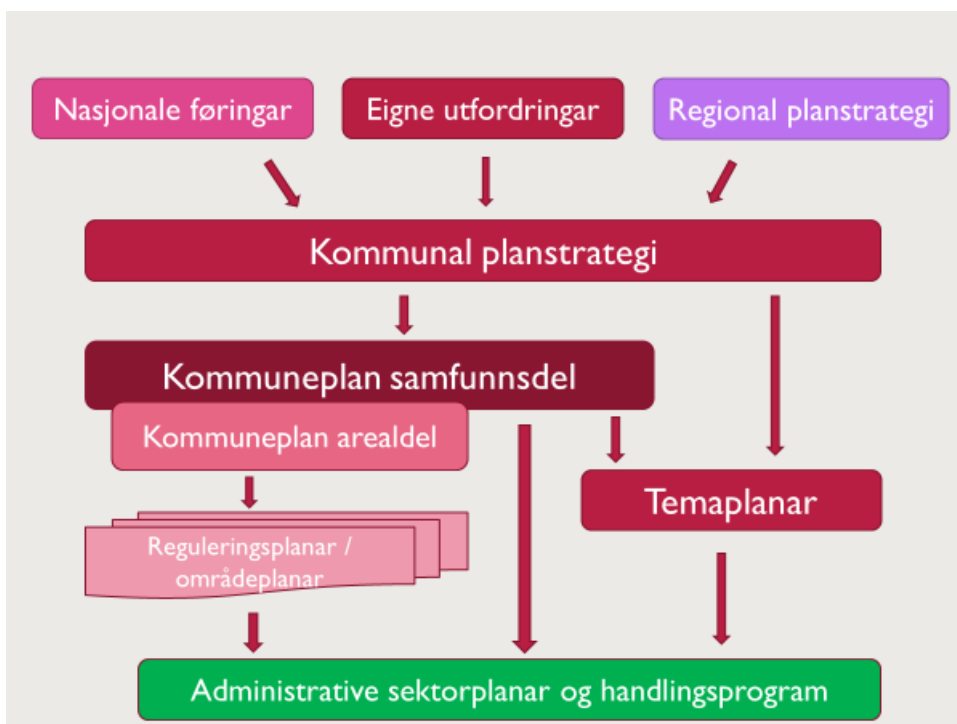 Nasjonale føringar
Eigne utfordringar
Regional planstrategi
Kommunal planstrategi
Kommuneplan samfunnsdel
Kommuneplan arealdel
Temaplanar
Reguleringsplanar /
områdeplanar
Administrative sektorplanar og handlingsprogram